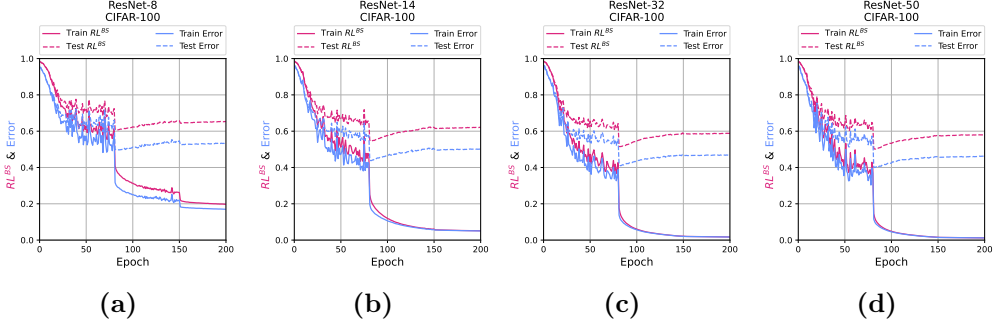 ResNet-8
CIFAR-100
Train RL^BS
Test RL^BS
Train Error
Test Error
RL^BS & Error
1.0
0.8
0.6
0.4
0.2
0.0
0 50 100 150 200
Epoch
(a)
ResNet-14
CIFAR-100
Train RL^BS
Test RL^BS
Train Error
Test Error
RL^BS & Error
1.0
0.8
0.6
0.4
0.2
0.0
0 50 100 150 200
Epoch
(b)
ResNet-32
CIFAR-100
Train RL^BS
Test RL^BS
Train Error
Test Error
RL^BS & Error
1.0
0.8
0.6
0.4
0.2
0.0
0 50 100 150 200
Epoch
(c)
ResNet-50
CIFAR-100
Train RL^BS
Test RL^BS
Train Error
Test Error
RL^BS & Error
1.0
0.8
0.6
0.4
0.2
0.0
0 50 100 150 200
Epoch
(d)